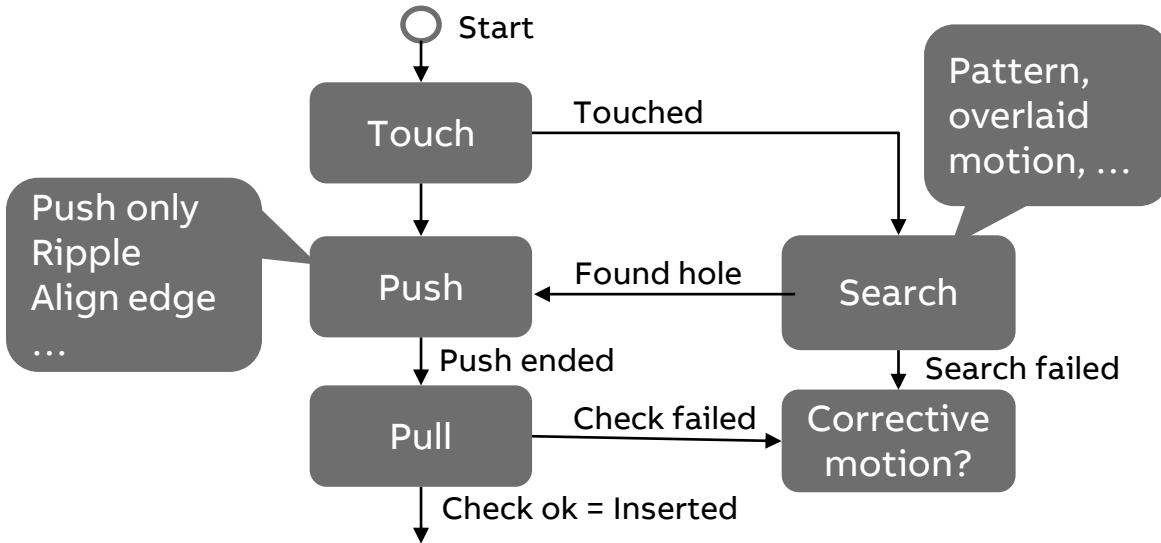 Start
Touch
Touched
Pattern,
overlaid
motion, …
Push only
Ripple
Align edge
…
Push
Found hole
Search
Push ended
Search failed
Pull
Check failed
Corrective
motion?
Check ok = Inserted